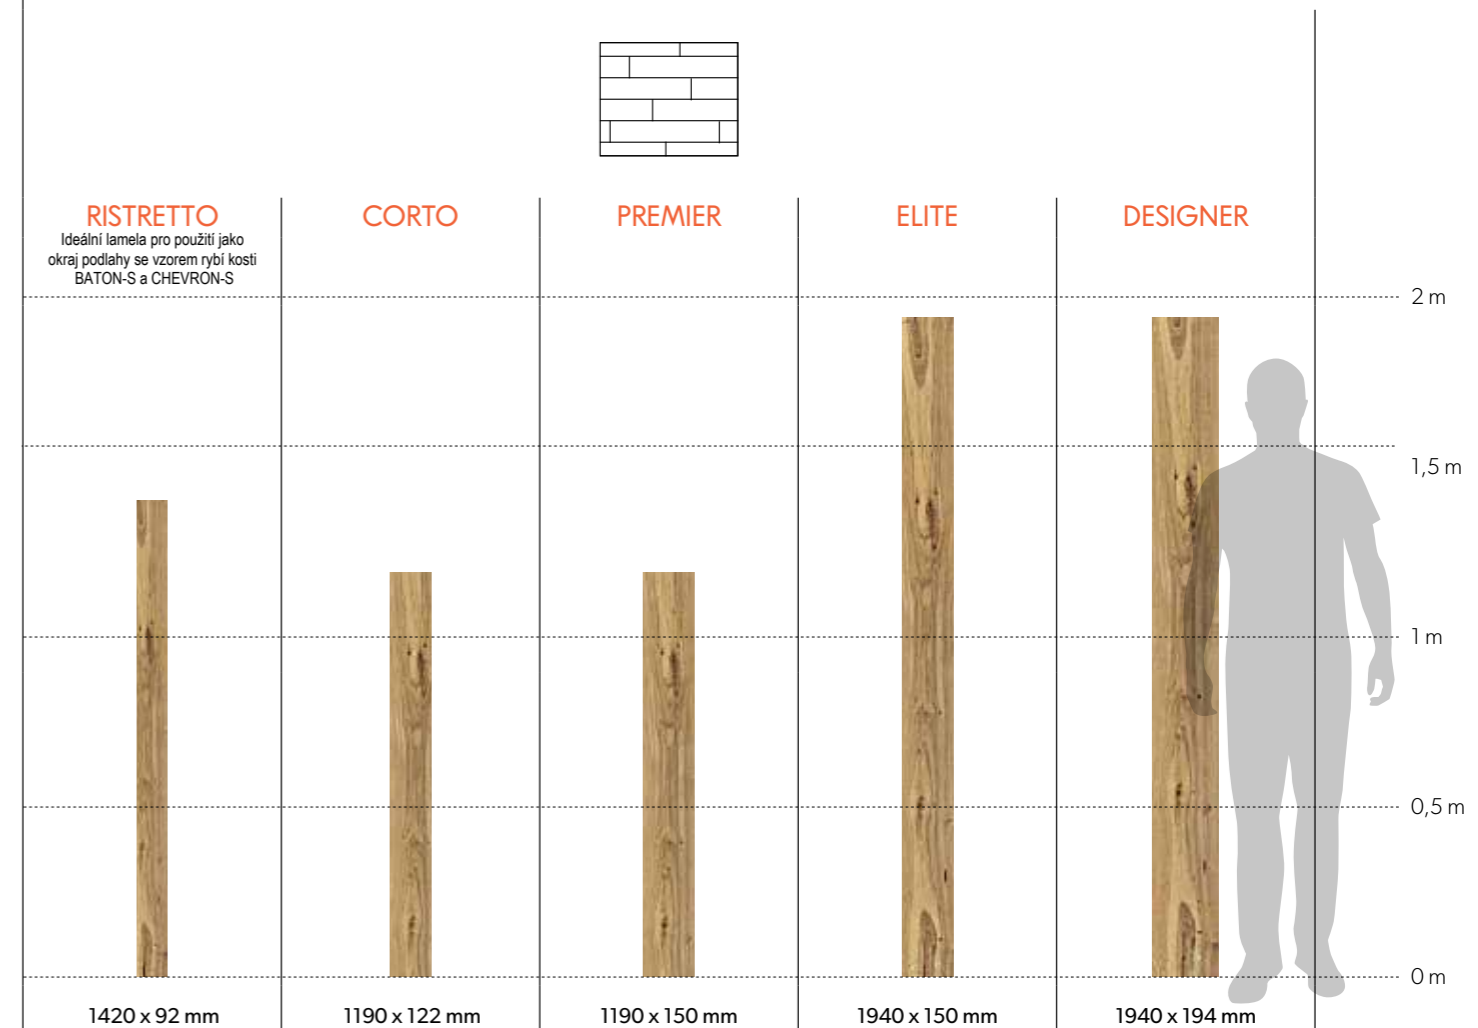 RISTRETTO
Ideální lamela pro použití jako
okraj podlahy se vzorem rybí kosti
BATON-S a CHEVRON-S
CORTO
PREMIER
ELITE
DESIGNER
2 m
1,5 m
1 m
0,5 m
0 m
1420 x 92 mm
1190 x 122 mm
1190 x 150 mm
1940 x 150 mm
1940 x 194 mm